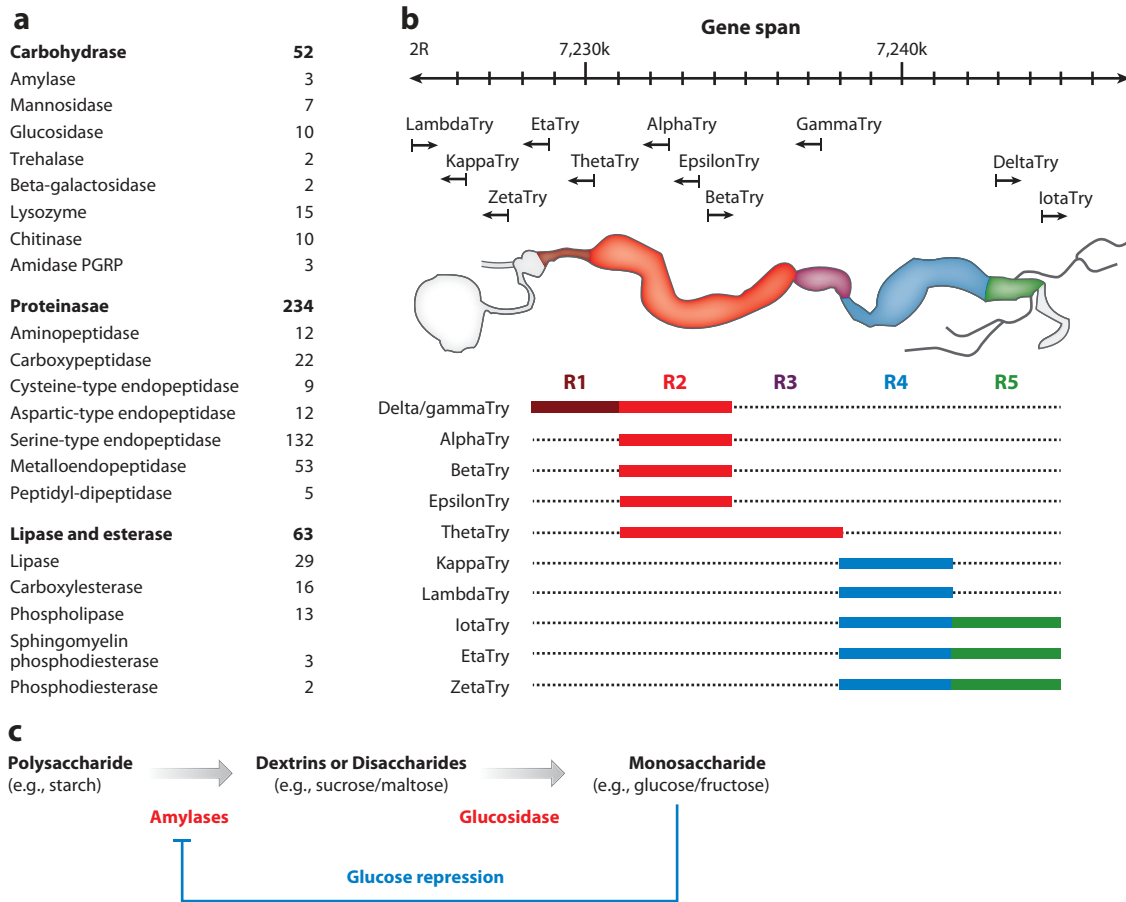 a
Carbohydrase 52
Amylase 3
Mannosidase 7
Glucosidase 10
Trehalase 2
Beta-galactosidase 2
Lysozyme 15
Chitinase 10
Amidase PGRP 3
Proteinasae 234
Aminopeptidase 12
Carboxypeptidase 22
Cysteine-type endopeptidase 9
Aspartic-type endopeptidase 12
Serine-type endopeptidase 132
Metalloendopeptidase 53
Peptidyl-dipeptidase 5
Lipase and esterase 63
Lipase 29
Carboxylesterase 16
Phospholipase 13
Sphingomyelin
phosphodiesterase 3
Phosphodiesterase 2
b
Gene span
2R 7,230k 7,240k
LambdaTry EtaTry AlphaTry GammaTry
KappaTry ThetaTry EpsilonTry DeltaTry
ZetaTry BetaTry IotaTry
R1 R2 R3 R4 R5
Delta/gammaTry
AlphaTry
BetaTry
EpsilonTry
ThetaTry
KappaTry
LambdaTry
IotaTry
EtaTry
ZetaTry
c
Polysaccharide Dextrins or Disaccharides Monosaccharide
(e.g., starch) (e.g., sucrose/maltose) (e.g., glucose/fructose)
Amylases Glucosidase
Glucose repression